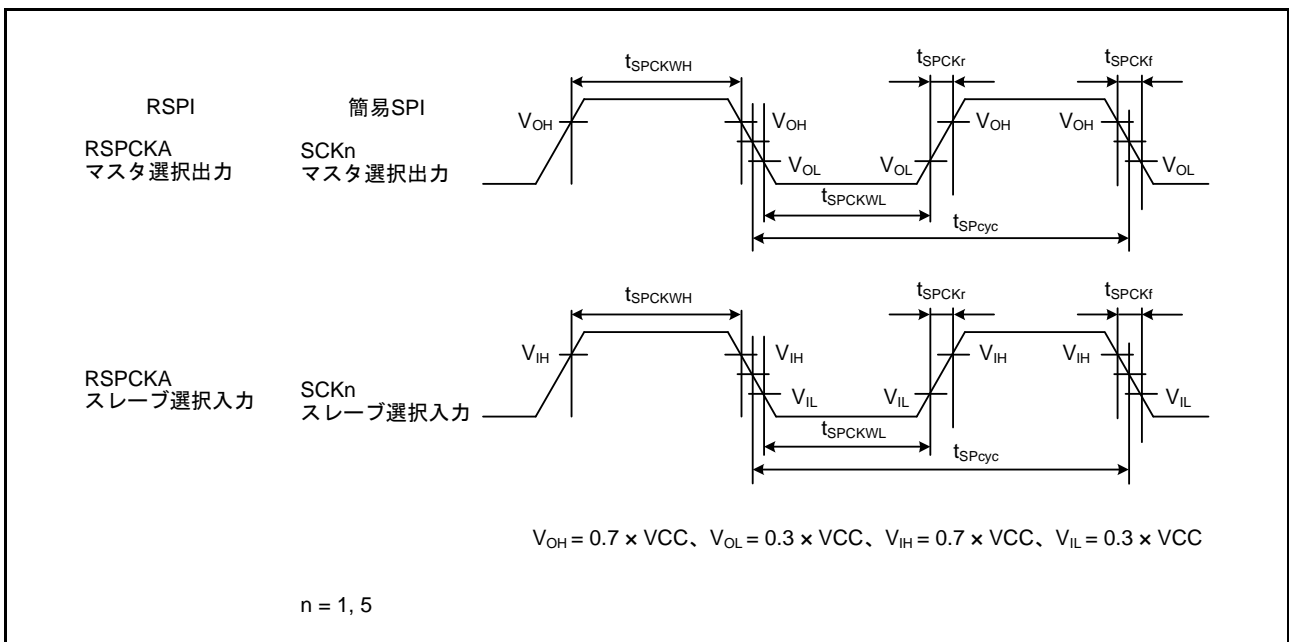 RSPI 簡易SPI
RSPCKA
マスタ選択出力
SCKn
マスタ選択出力
tSPCKWH
tSPCKr
tSPCKf
VOH
VOH
VOH
VOH
VOL
VOL
VOL
tSPCKWL
tSPcyc
RSPCKA
スレーブ選択入力
SCKn
スレーブ選択入力
tSPCKWH
tSPCKr
tSPCKf
VIH
VIH
VIH
VIH
VIL
VIL
VIL
tSPCKWL
tSPcyc
VOH = 0.7 × VCC、VOL = 0.3 × VCC、VIH = 0.7 × VCC、VIL = 0.3 × VCC
n = 1, 5